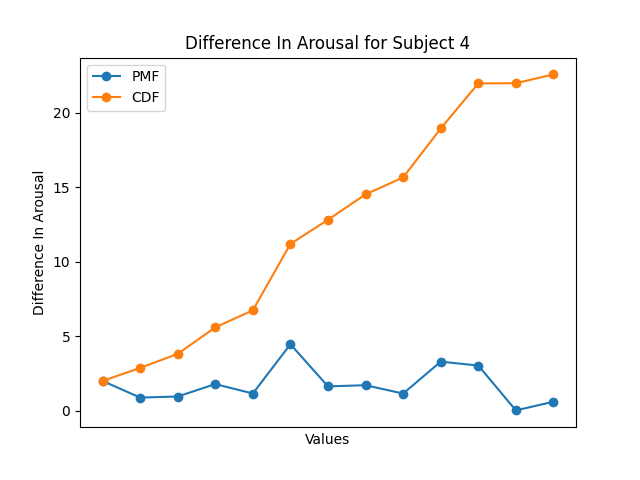 Difference In Arousal for Subject 4
PMF
CDF
20
15
10
5
0
Difference In Arousal
Values